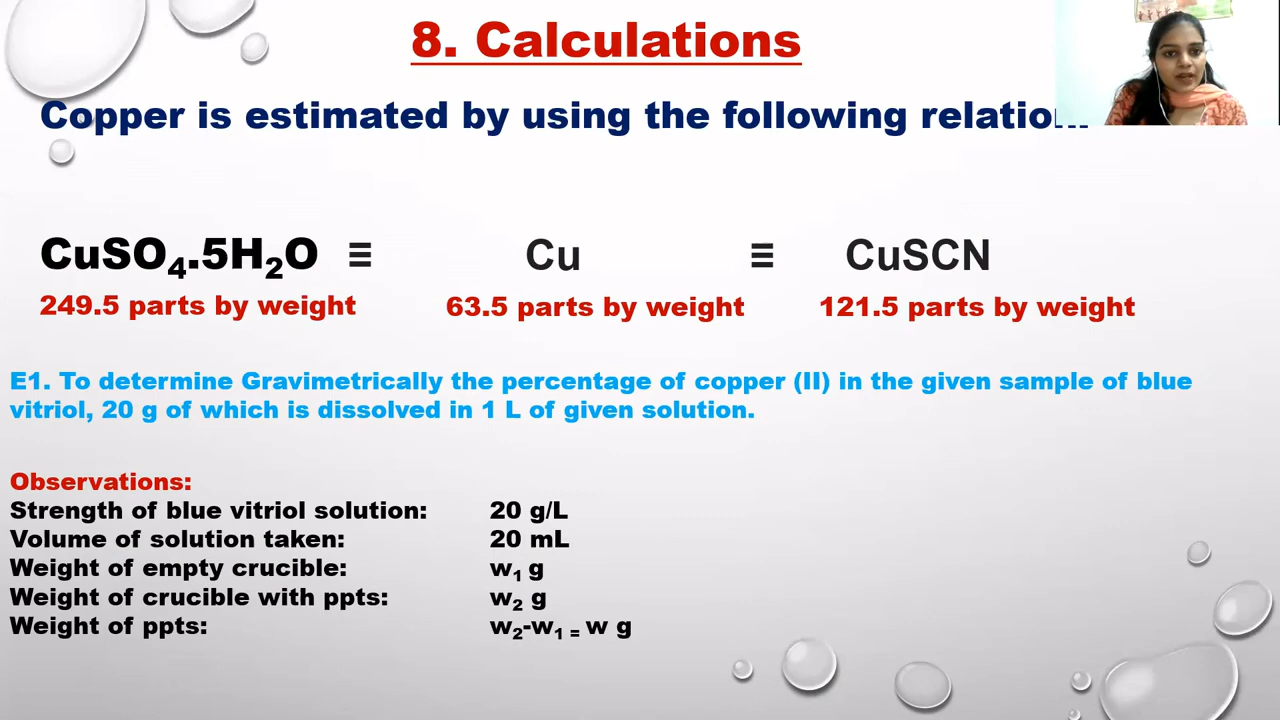 8. Calculations
Copper is estimated by using the following relation:
CuSO₄.5H₂O ≡ Cu ≡ CuSCN
249.5 parts by weight 63.5 parts by weight 121.5 parts by weight
E1. To determine Gravimetrically the percentage of copper (II) in the given sample of blue
vitriol, 20 g of which is dissolved in 1 L of given solution.
Observations:
Strength of blue vitriol solution: 20 g/L
Volume of solution taken: 20 mL
Weight of empty crucible: w₁ g
Weight of crucible with ppts: w₂ g
Weight of ppts: w₂-w₁ = w g